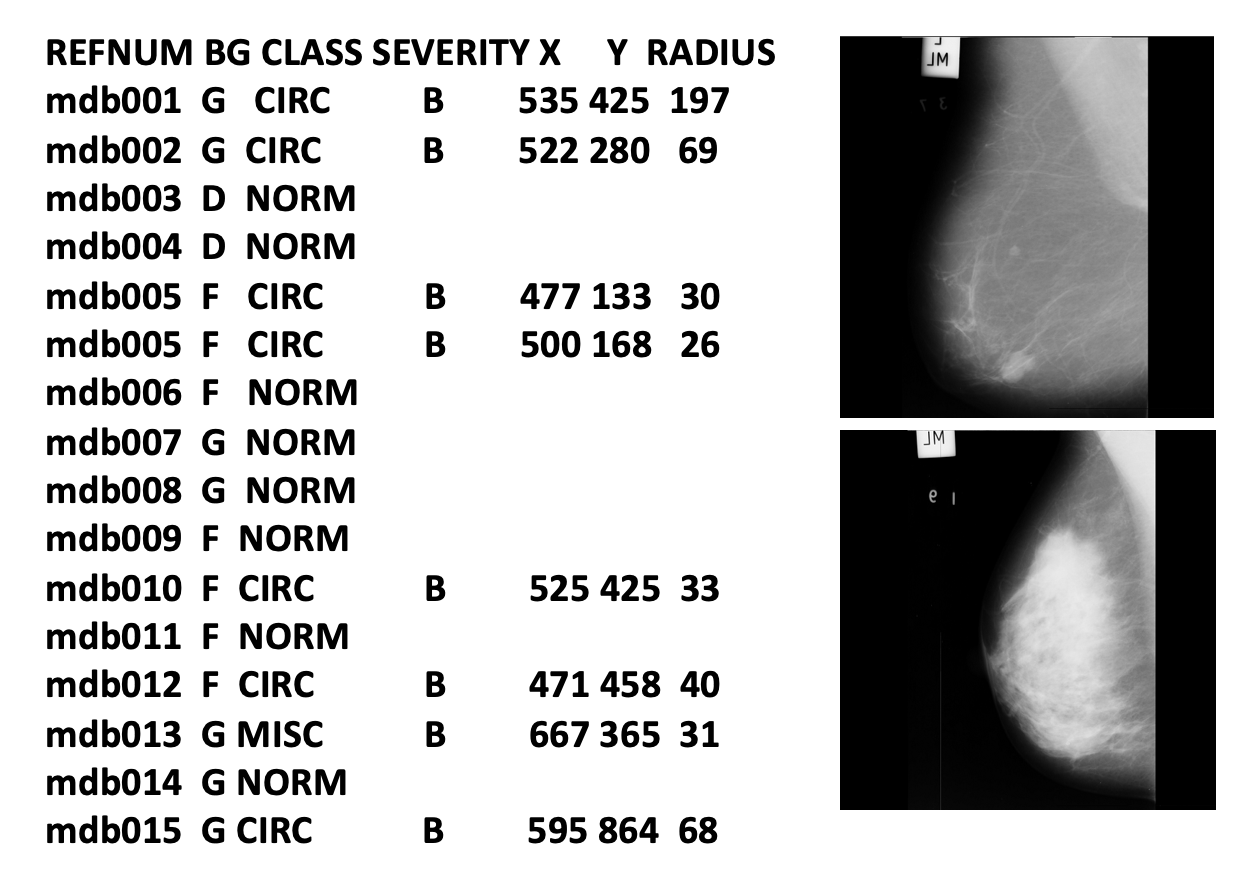 REFNUM BG CLASS SEVERITY X Y RADIUS
mdb001 G CIRC B 535 425 197
mdb002 G CIRC B 522 280 69
mdb003 D NORM
mdb004 D NORM
mdb005 F CIRC B 477 133 30
mdb005 F CIRC B 500 168 26
mdb006 F NORM
mdb007 G NORM
mdb008 G NORM
mdb009 F NORM
mdb010 F CIRC B 525 425 33
mdb011 F NORM
mdb012 F CIRC B 471 458 40
mdb013 G MISC B 667 365 31
mdb014 G NORM
mdb015 G CIRC B 595 864 68
ML
ML